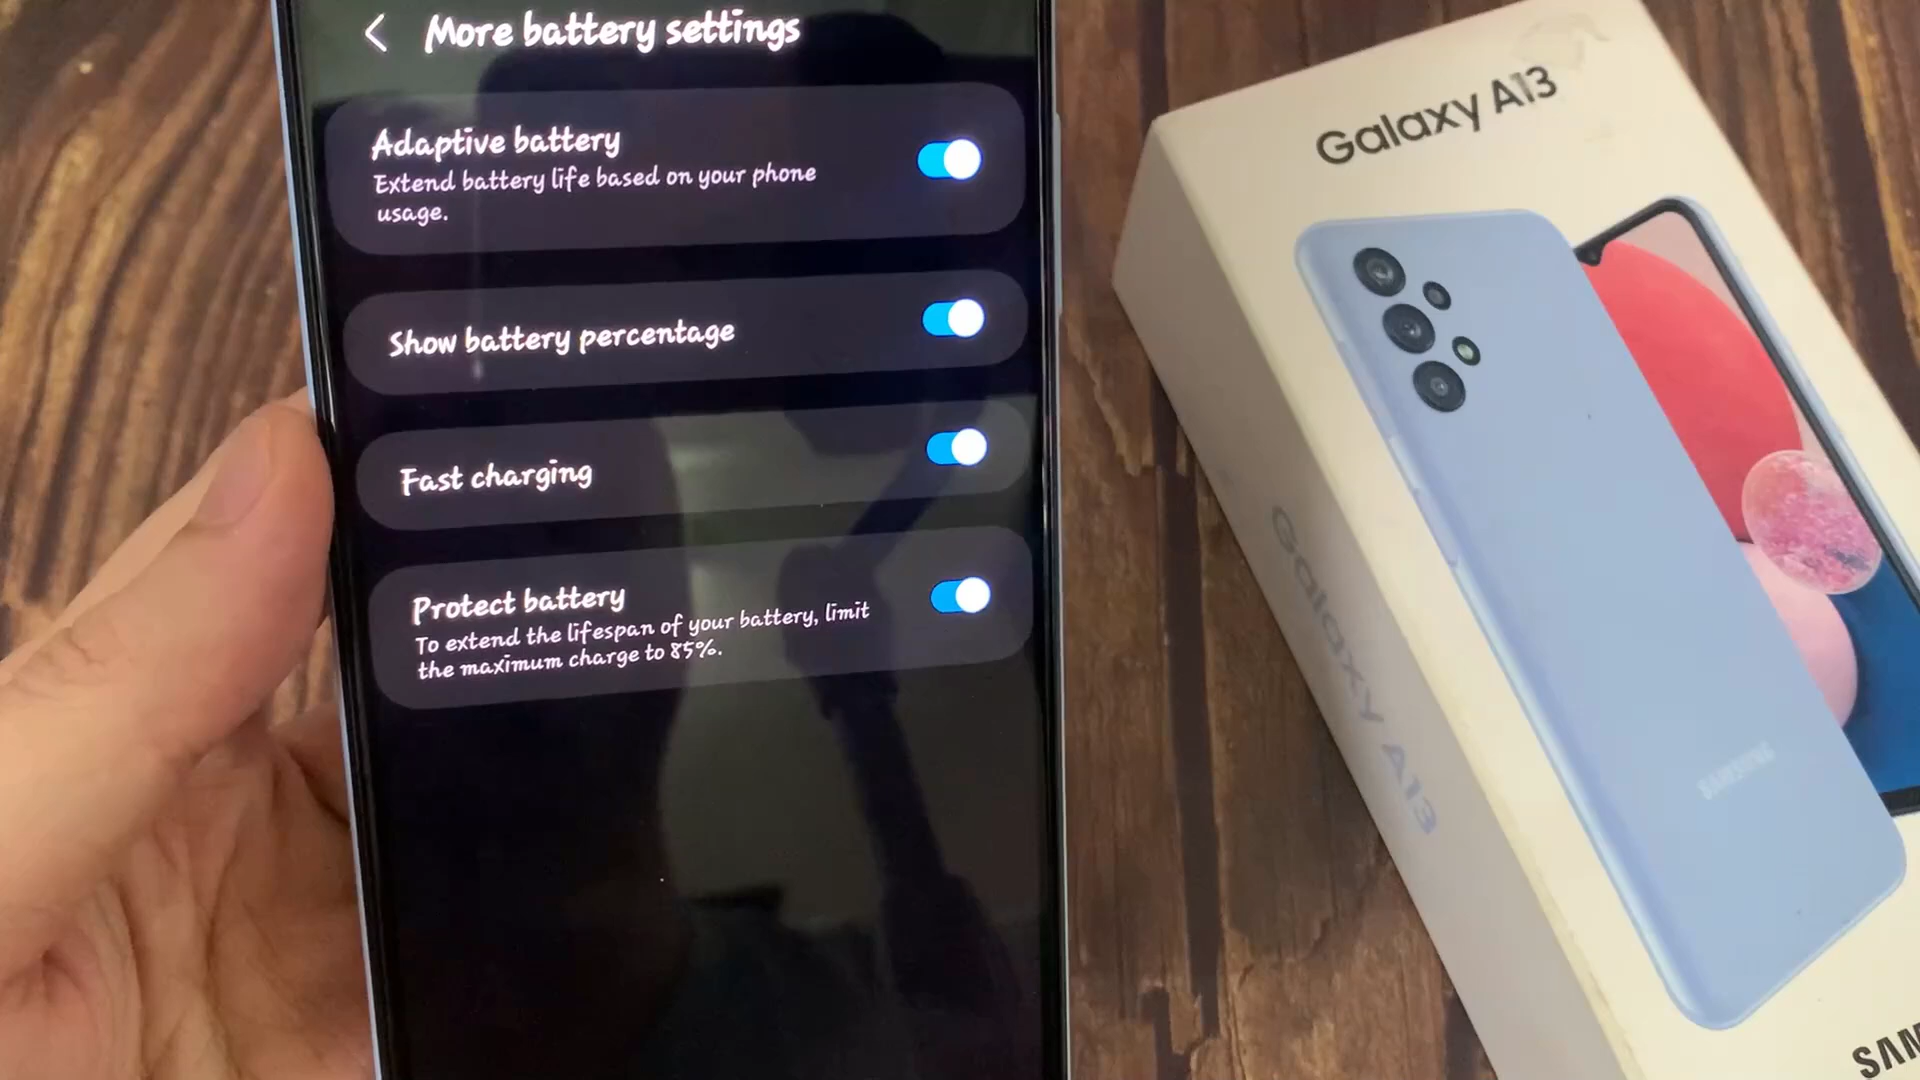 More battery settings
Adaptive battery
Extend battery life based on your phone
usage.
Show battery percentage
Fast charging
Protect battery
To extend the lifespan of your battery, limit
the maximum charge to 85%.
Galaxy A13
Galaxy A13
SAMSUNG